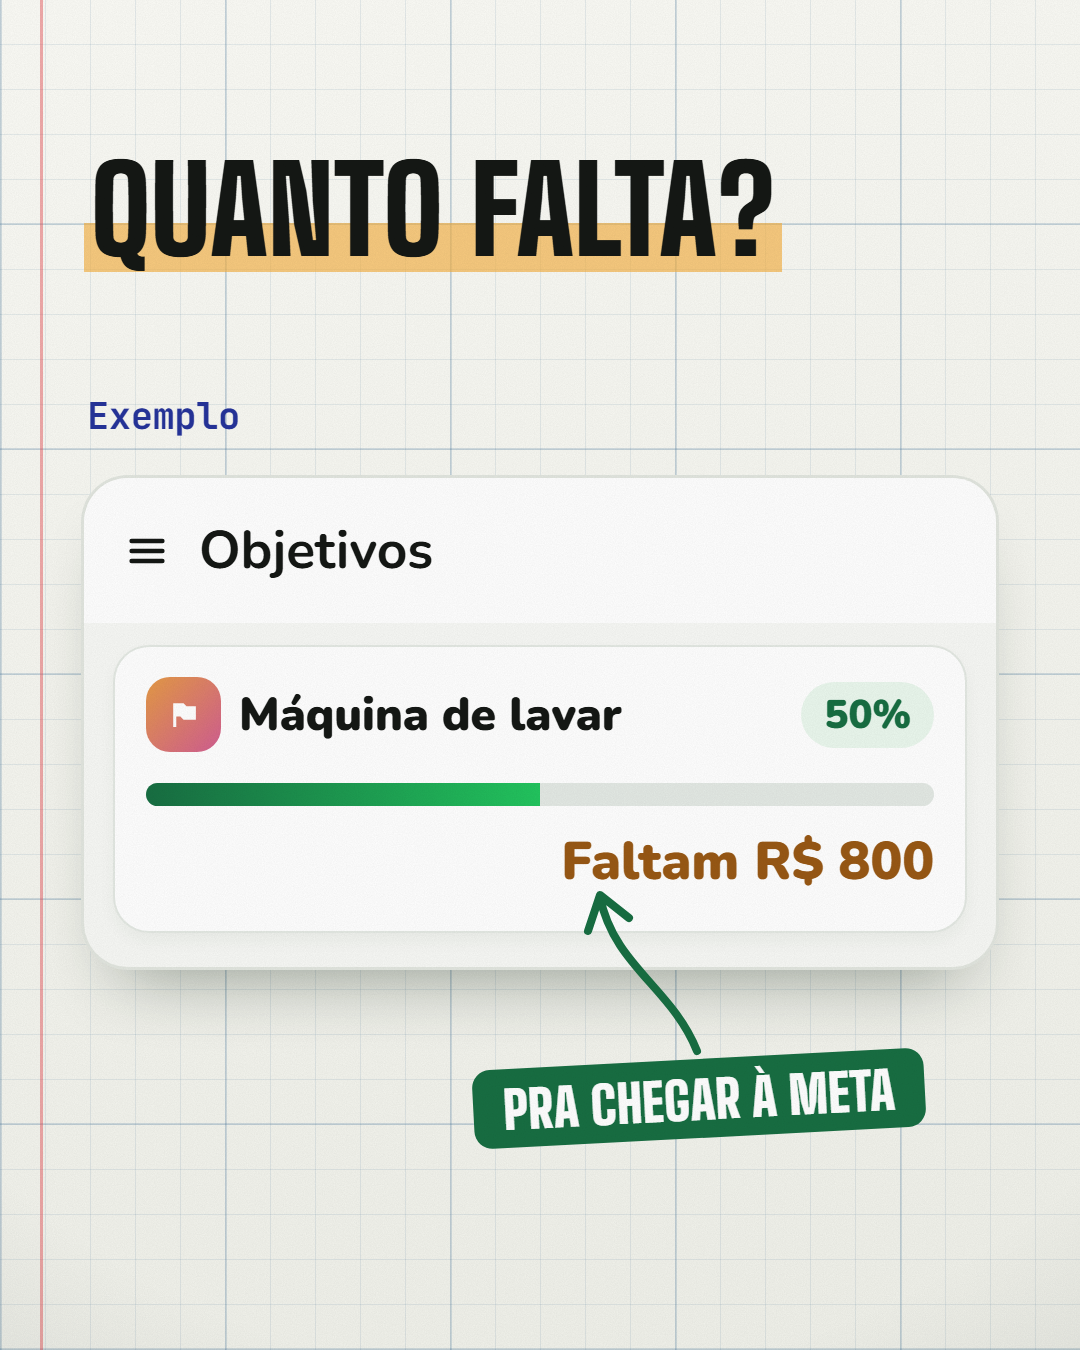 QUANTO FALTA?
Exemplo
Objetivos
Máquina de lavar 50%
Faltam R$ 800
PRA CHEGAR À META